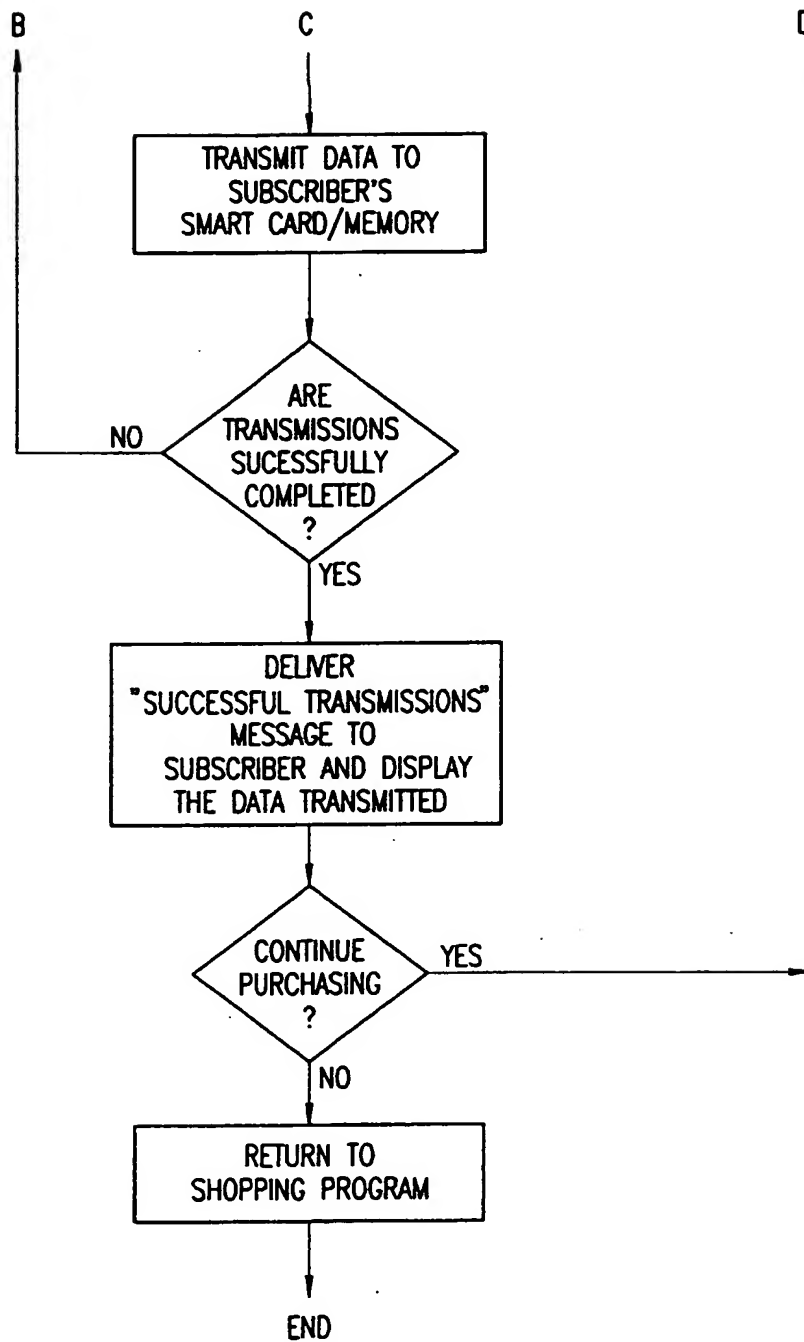 B
C
TRANSMIT DATA TO
SUBSCRIBER'S
SMART CARD/MEMORY
ARE
TRANSMISSIONS
SUCESSFULLY
COMPLETED
?
NO
YES
DELIVER
"SUCCESSFUL TRANSMISSIONS"
MESSAGE TO
SUBSCRIBER AND DISPLAY
THE DATA TRANSMITTED
CONTINUE
PURCHASING
?
YES
NO
RETURN TO
SHOPPING PROGRAM
END